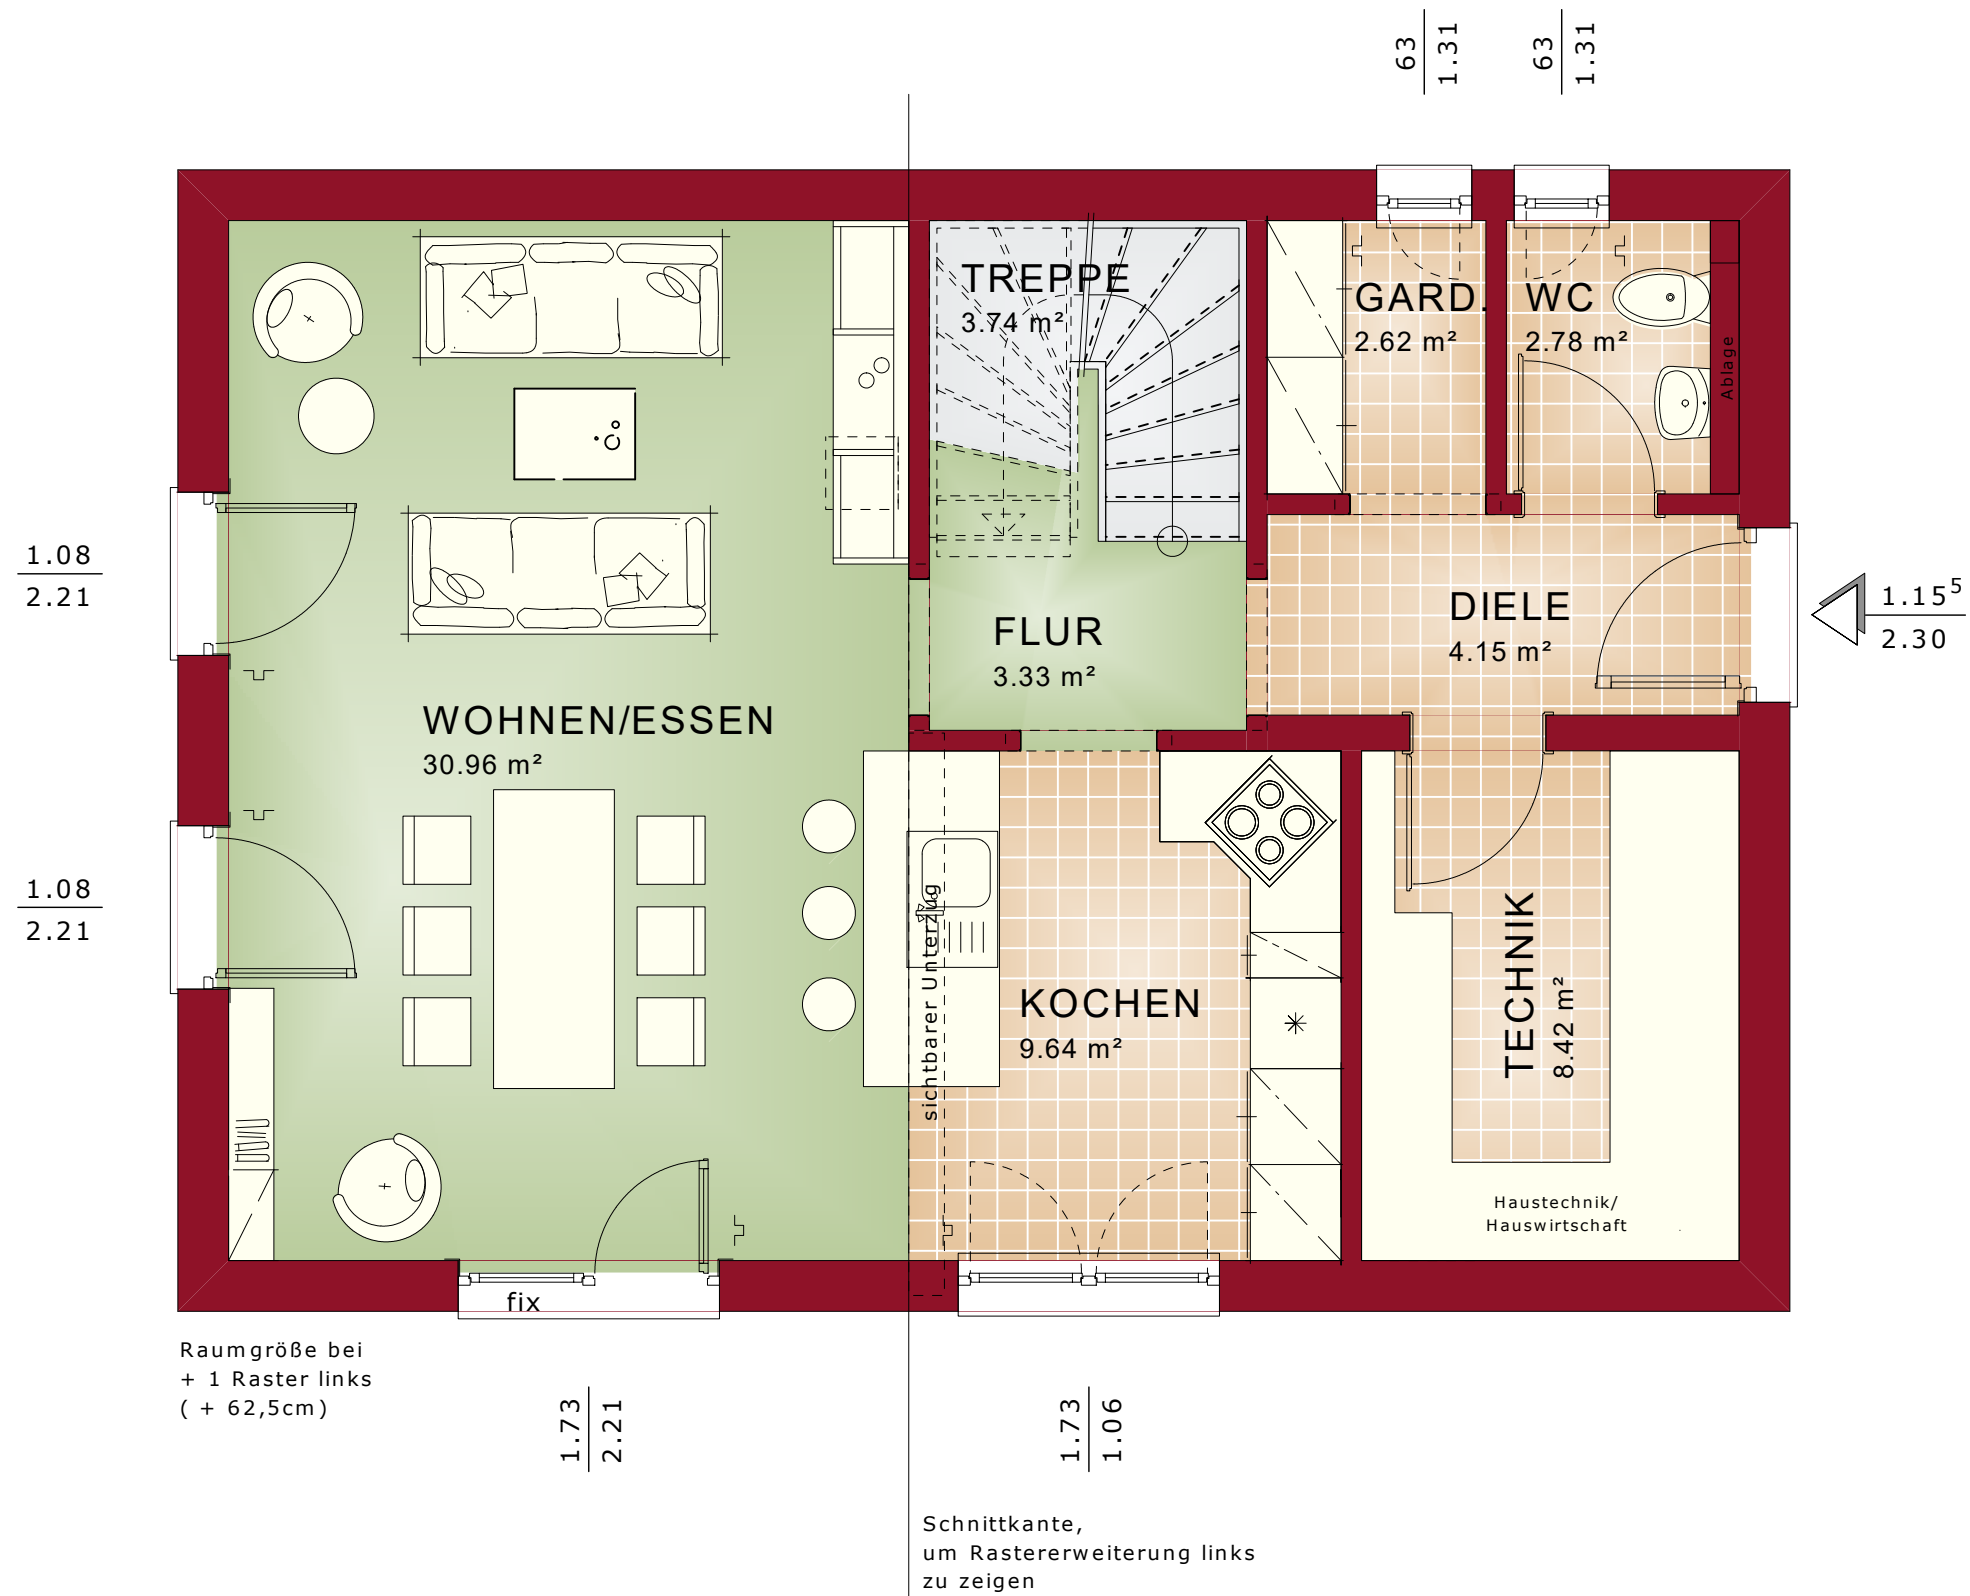 63
1.31
63
1.31
TREPPE
3.74 m²
GARD.
2.62 m²
WC
2.78 m²
Ablage
1.08
2.21
1.15⁵
2.30
DIELE
4.15 m²
FLUR
3.33 m²
WOHNEN/ESSEN
30.96 m²
1.08
2.21
sichtbarer Unterzug
KOCHEN
9.64 m²
TECHNIK
8.42 m²
Haustechnik/
Hauswirtschaft
fix
Raumgröße bei
+ 1 Raster links
( + 62,5cm)
1.73
2.21
1.73
1.06
Schnittkante,
um Rastererweiterung links
zu zeigen